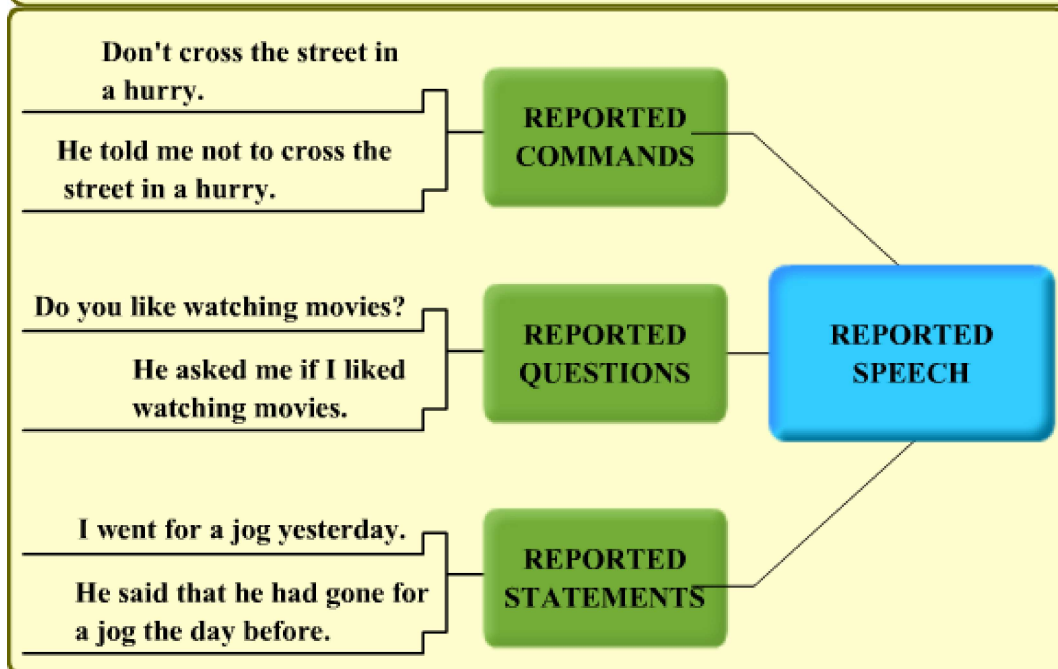 Don't cross the street in
a hurry.
He told me not to cross the
street in a hurry.
REPORTED
COMMANDS
Do you like watching movies?
He asked me if I liked
watching movies.
REPORTED
QUESTIONS
REPORTED
SPEECH
I went for a jog yesterday.
He said that he had gone for
a jog the day before.
REPORTED
STATEMENTS